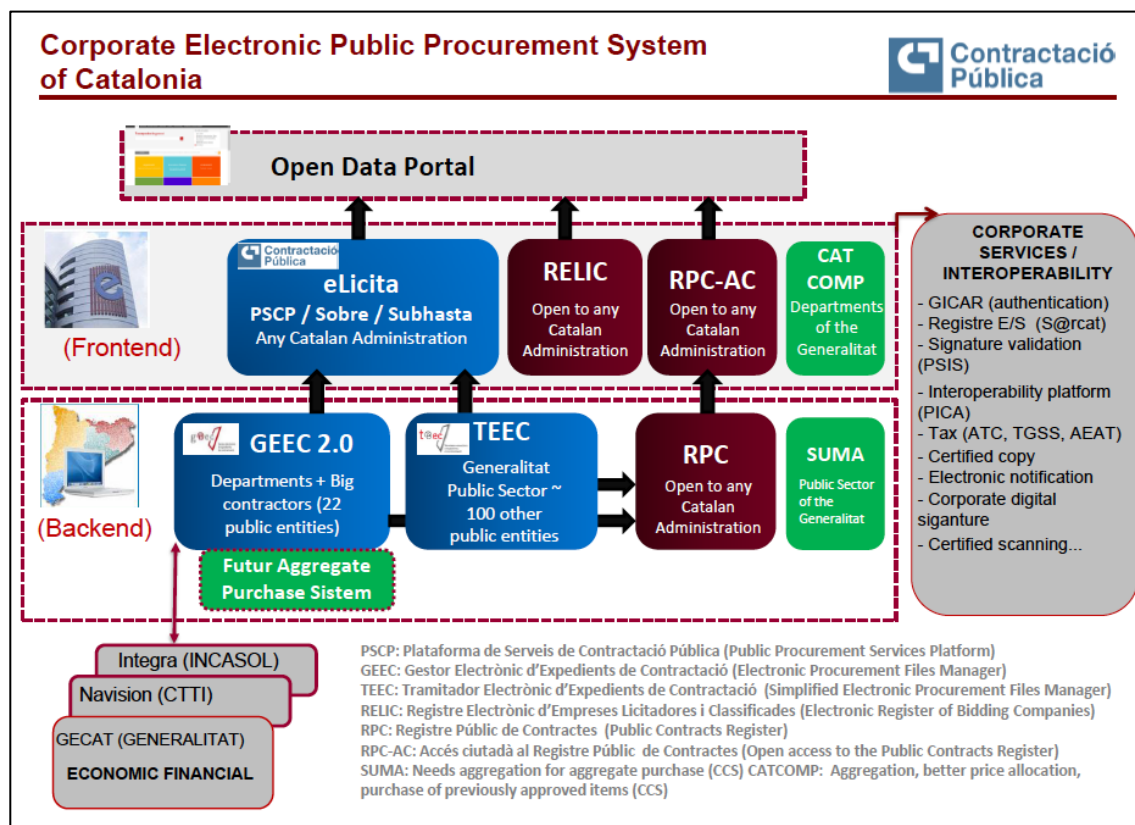 Corporate Electronic Public Procurement System
of Catalonia
Contractació
Pública
Open Data Portal
(Frontend)
Contractació
Pública
eLicita
PSCP / Sobre / Subhasta
Any Catalan Administration
RELIC
Open to any
Catalan
Administration
RPC-AC
Open to any
Catalan
Administration
CAT
COMP
Departments
of the
Generalitat
CORPORATE
SERVICES /
INTEROPERABILITY
- GICAR (authentication)
- Registre E/S (S@rcat)
- Signature validation
(PSIS)
- Interoperability platform
(PICA)
- Tax (ATC, TGSS, AEAT)
- Certified copy
- Electronic notification
- Corporate digital
siganture
- Certified scanning...
(Backend)
g@ec
GEEC 2.0
Departments + Big
contractors (22
public entities)
Futur Aggregate
Purchase Sistem
t@ec
TEEC
Generalitat
Public Sector ~
100 other
public entities
RPC
Open to any
Catalan
Administration
SUMA
Public Sector
of the
Generalitat
Integra (INCASOL)
Navision (CTTI)
GECAT (GENERALITAT)
ECONOMIC FINANCIAL
PSCP: Plataforma de Serveis de Contractació Pública (Public Procurement Services Platform)
GEEC: Gestor Electrònic d'Expedients de Contractació (Electronic Procurement Files Manager)
TEEC: Tramitador Electrònic d'Expedients de Contractació (Simplified Electronic Procurement Files Manager)
RELIC: Registre Electrònic d'Empreses Licitadores i Classificades (Electronic Register of Bidding Companies)
RPC: Registre Públic de Contractes (Public Contracts Register)
RPC-AC: Accés ciutadà al Registre Públic de Contractes (Open access to the Public Contracts Register)
SUMA: Needs aggregation for aggregate purchase (CCS) CATCOMP: Aggregation, better price allocation,
purchase of previously approved items (CCS)